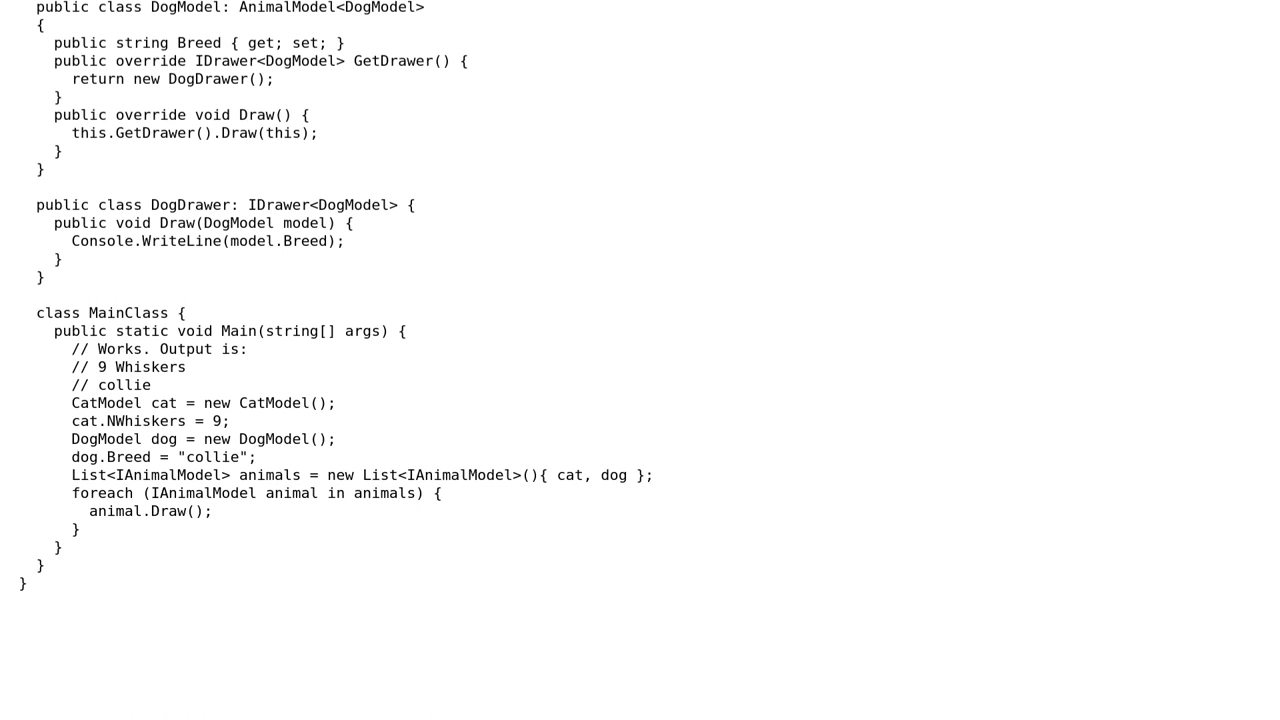 public class DogModel: AnimalModel<DogModel>
{
public string Breed { get; set; }
public override IDrawer<DogModel> GetDrawer() {
return new DogDrawer();
}
public override void Draw() {
this.GetDrawer().Draw(this);
}
}
public class DogDrawer: IDrawer<DogModel> {
public void Draw(DogModel model) {
Console.WriteLine(model.Breed);
}
}
class MainClass {
public static void Main(string[] args) {
// Works. Output is:
// 9 Whiskers
// collie
CatModel cat = new CatModel();
cat.NWhiskers = 9;
DogModel dog = new DogModel();
dog.Breed = "collie";
List<IAnimalModel> animals = new List<IAnimalModel>(){ cat, dog };
foreach (IAnimalModel animal in animals) {
animal.Draw();
}
}
}
}